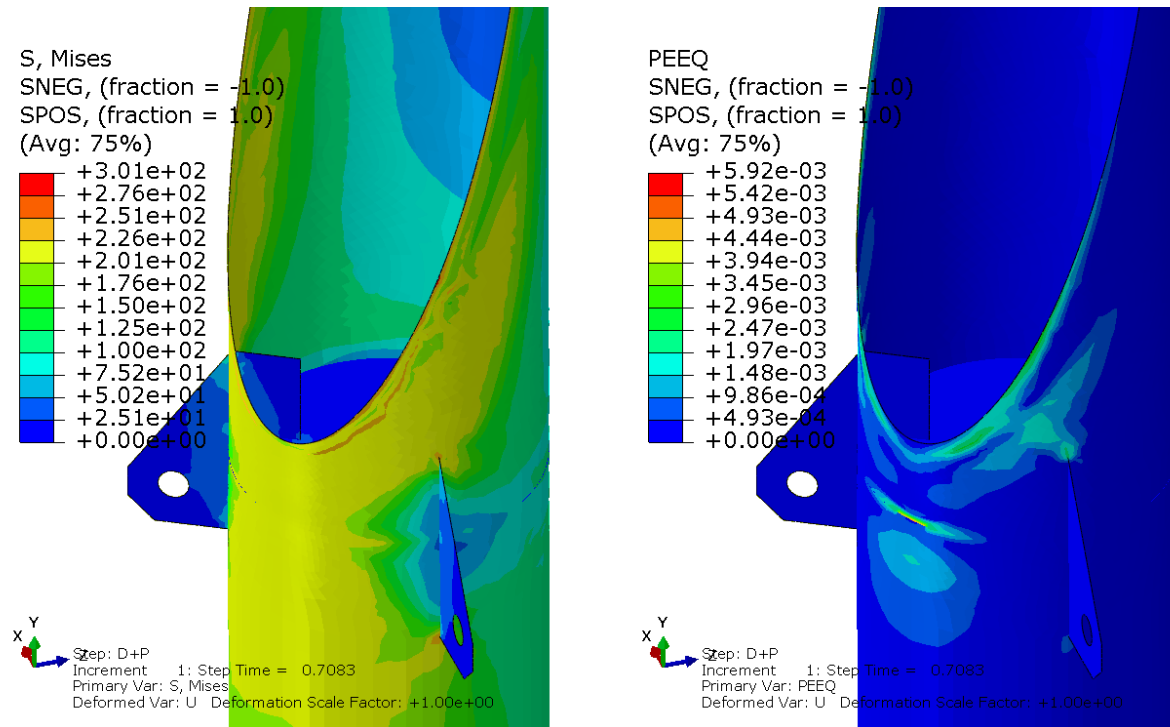 S, Mises
SNEG, (fraction = -1.0)
SPOS, (fraction = 1.0)
(Avg: 75%)
+3.01e+02
+2.76e+02
+2.51e+02
+2.26e+02
+2.01e+02
+1.76e+02
+1.50e+02
+1.25e+02
+1.00e+02
+7.52e+01
+5.02e+01
+2.51e+01
+0.00e+00
Y
X
Z
Step: D+P
Increment 1: Step Time = 0.7083
Primary Var: S, Mises
Deformed Var: U Deformation Scale Factor: +1.00e+00
PEEQ
SNEG, (fraction = -1.0)
SPOS, (fraction = 1.0)
(Avg: 75%)
+5.92e-03
+5.42e-03
+4.93e-03
+4.44e-03
+3.94e-03
+3.45e-03
+2.96e-03
+2.47e-03
+1.97e-03
+1.48e-03
+9.86e-04
+4.93e-04
+0.00e+00
Y
X
Z
Step: D+P
Increment 1: Step Time = 0.7083
Primary Var: PEEQ
Deformed Var: U Deformation Scale Factor: +1.00e+00